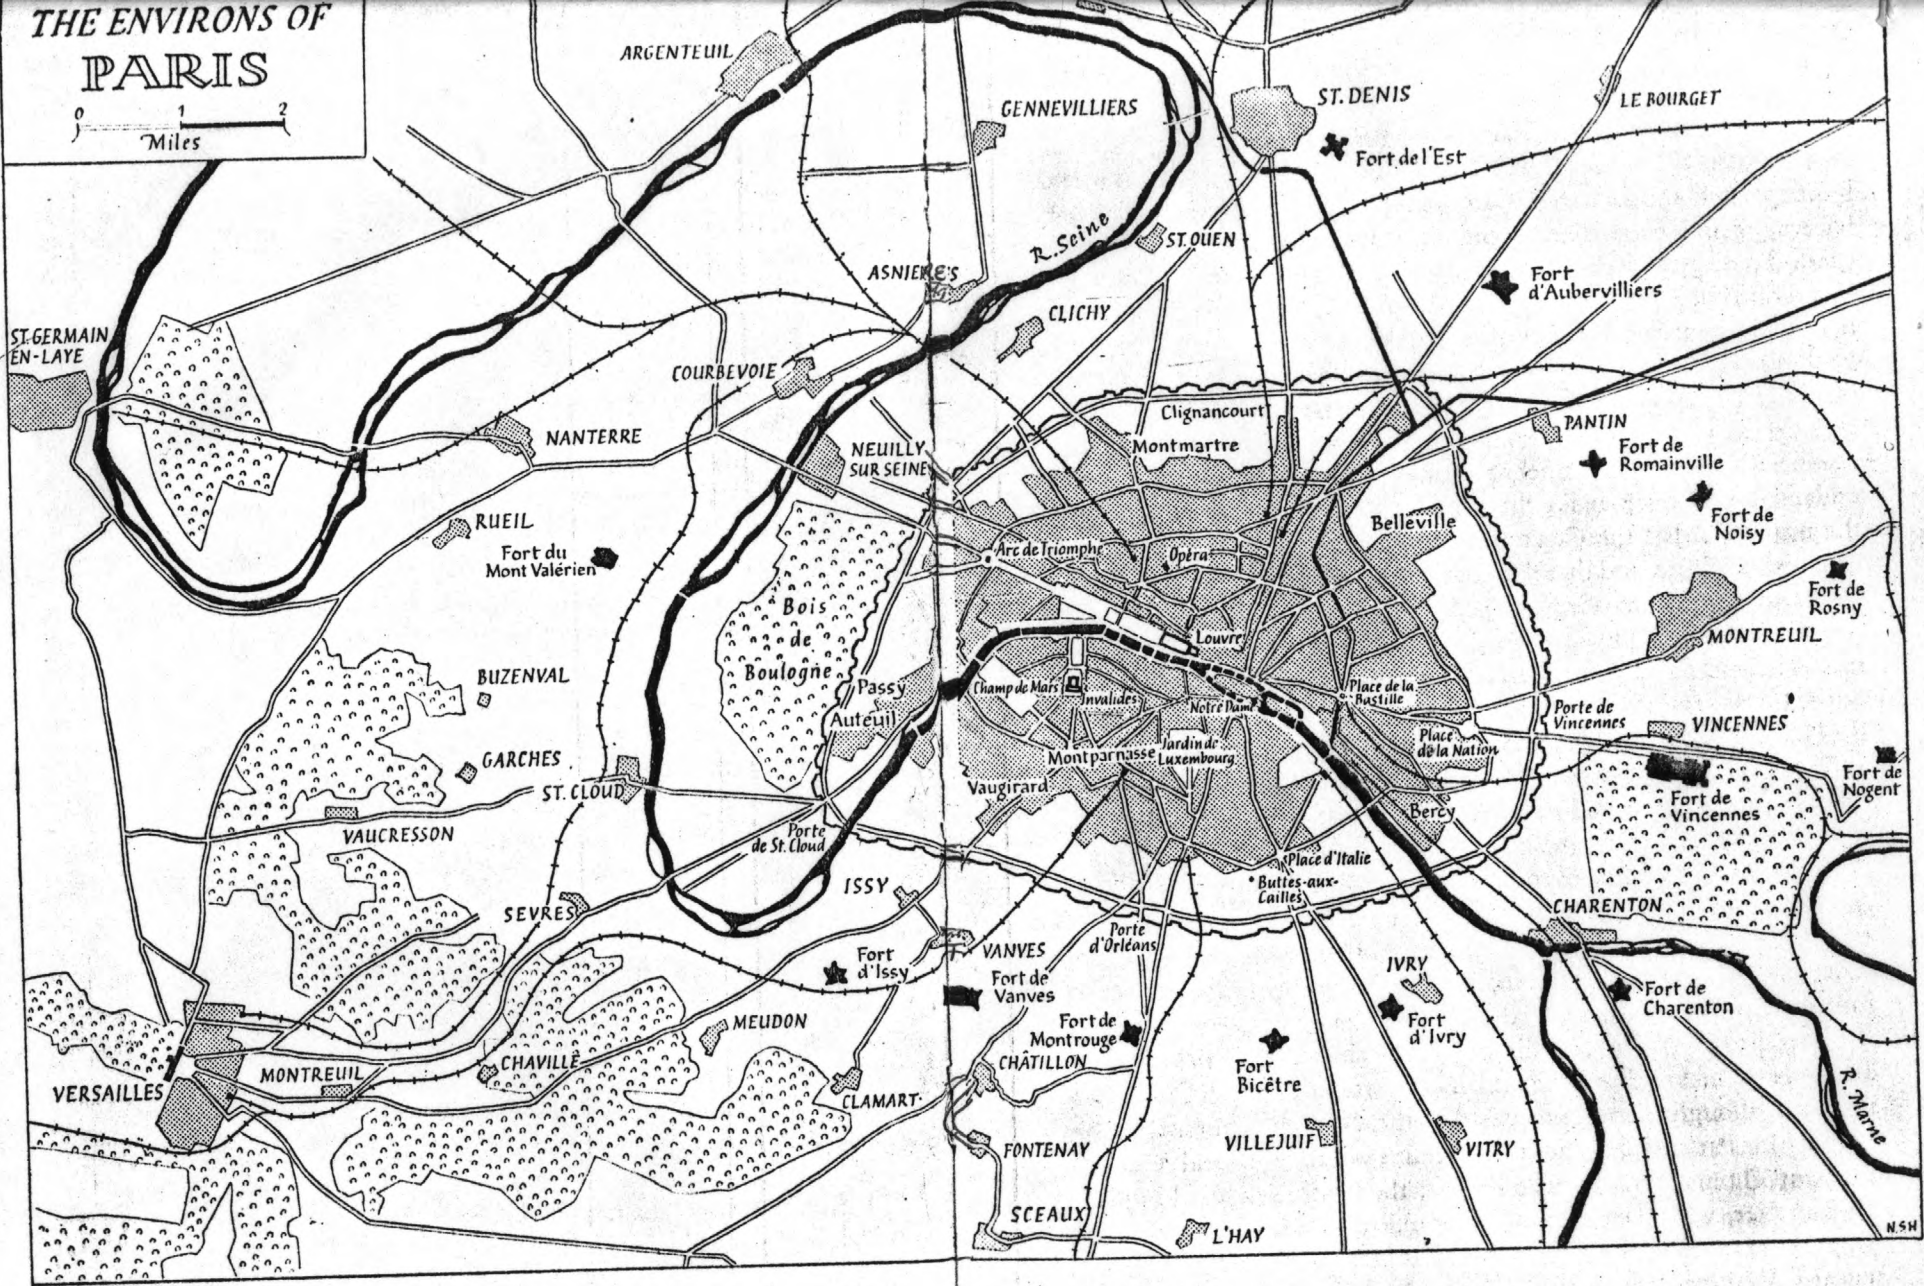 THE ENVIRONS OF
PARIS
0 1 2
Miles
ARGENTEUIL
GENNEVILLIERS
ST. DENIS
LE BOURGET
Fort de l'Est
R. Seine
ST. OUEN
ASNIERES
CLICHY
Fort
d'Aubervilliers
ST. GERMAIN
EN-LAYE
COURBEVOIE
NANTERRE
NEUILLY
SUR SEINE
Clignancourt
Montmartre
PANTIN
Fort de
Romainville
Fort de
Noisy
RUEIL
Fort du
Mont Valérien
Arc de Triomphe
Opéra
Belleville
Fort de
Rosny
MONTREUIL
Bois
de
Boulogne
Louvre
BUZENVAL
Passy
Auteuil
Champ de Mars
Invalides
Notre Dame
Place de la
Bastille
Porte de
Vincennes
VINCENNES
Place
de la Nation
GARCHES
ST. CLOUD
Montparnasse
Jardin de
Luxembourg
Vaugirard
Bercy
Fort de
Vincennes
Fort de
Nogent
VAUCRESSON
Porte
de St. Cloud
Place d'Italie
Buttes-aux-
Cailles
ISSY
SEVRES
CHARENTON
Porte
d'Orléans
VANVES
Fort
d'Issy
Fort de
Vanves
IVRY
Fort
d'Ivry
Fort de
Charenton
MEUDON
Fort de
Montrouge
Fort
Bicêtre
CHÂTILLON
CHAVILLE
MONTREUIL
VERSAILLES
CLAMART
R. Marne
FONTENAY
VILLEJUIF
VITRY
SCEAUX
L'HAY
N.SH